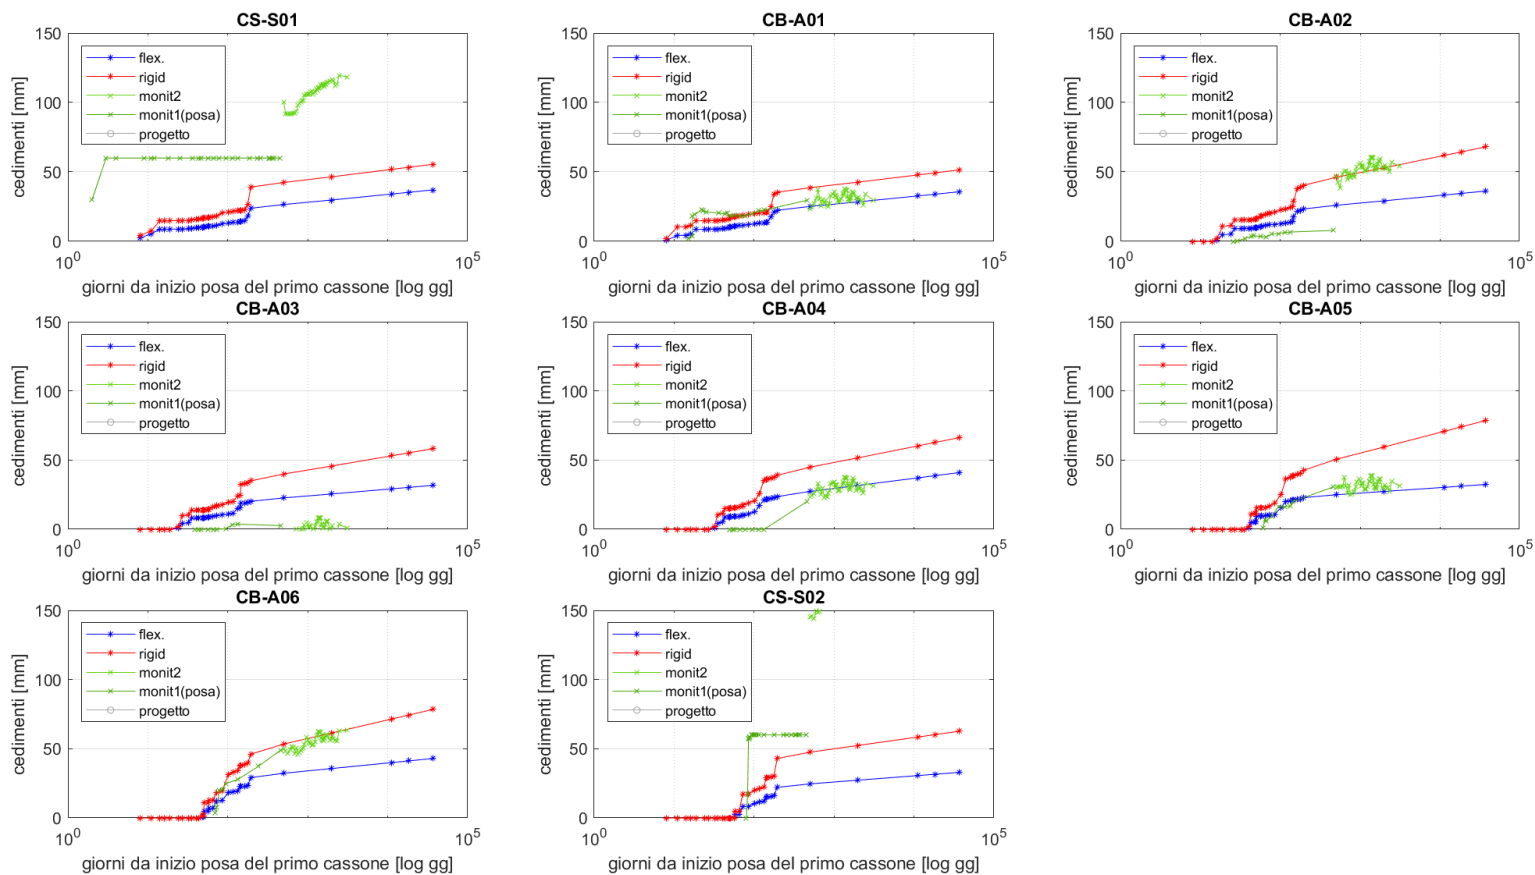 CS-S01
150
100
50
0
cedimenti [mm]
flex.
rigid
monit2
monit1(posa)
progetto
10^0
10^5
giorni da inizio posa del primo cassone [log gg]
CB-A01
150
100
50
0
cedimenti [mm]
flex.
rigid
monit2
monit1(posa)
progetto
10^0
10^5
giorni da inizio posa del primo cassone [log gg]
CB-A02
150
100
50
0
cedimenti [mm]
flex.
rigid
monit2
monit1(posa)
progetto
10^0
10^5
giorni da inizio posa del primo cassone [log gg]
CB-A03
150
100
50
0
cedimenti [mm]
flex.
rigid
monit2
monit1(posa)
progetto
10^0
10^5
giorni da inizio posa del primo cassone [log gg]
CB-A04
150
100
50
0
cedimenti [mm]
flex.
rigid
monit2
monit1(posa)
progetto
10^0
10^5
giorni da inizio posa del primo cassone [log gg]
CB-A05
150
100
50
0
cedimenti [mm]
flex.
rigid
monit2
monit1(posa)
progetto
10^0
10^5
giorni da inizio posa del primo cassone [log gg]
CB-A06
150
100
50
0
cedimenti [mm]
flex.
rigid
monit2
monit1(posa)
progetto
10^0
10^5
giorni da inizio posa del primo cassone [log gg]
CS-S02
150
100
50
0
cedimenti [mm]
flex.
rigid
monit2
monit1(posa)
progetto
10^0
10^5
giorni da inizio posa del primo cassone [log gg]